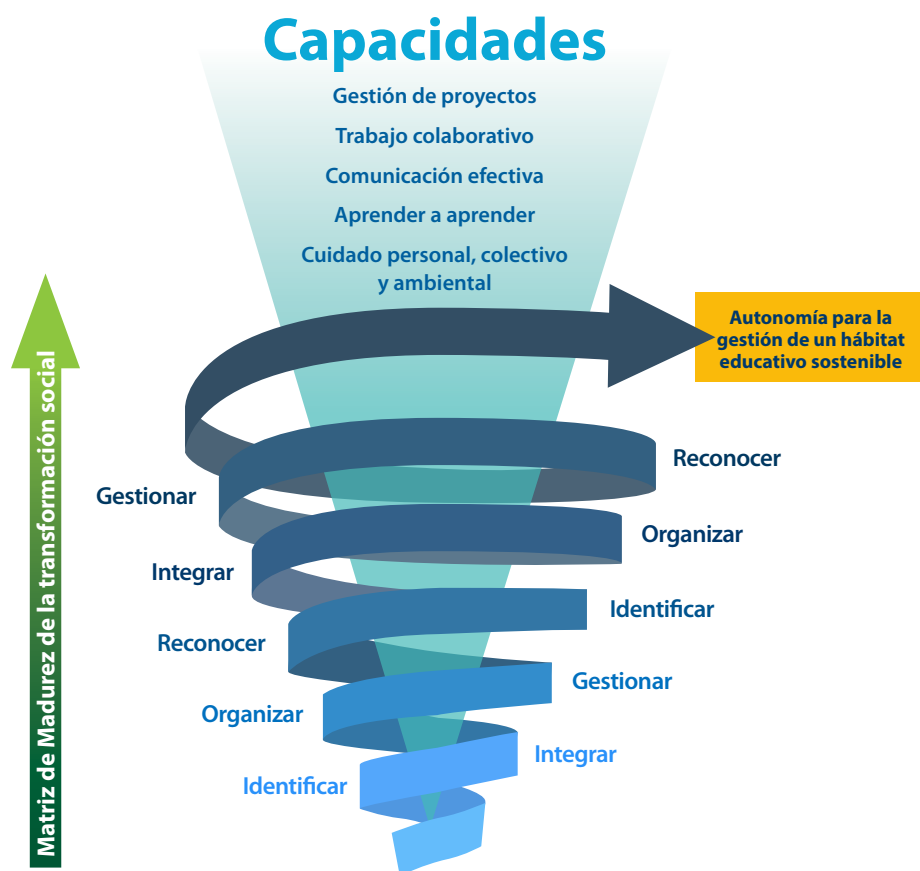 Capacidades
Gestión de proyectos
Trabajo colaborativo
Comunicación efectiva
Aprender a aprender
Cuidado personal, colectivo
y ambiental
Autonomía para la
gestión de un hábitat
educativo sostenible
Matriz de Madurez de la transformación social
Reconocer
Gestionar
Organizar
Integrar
Identificar
Reconocer
Gestionar
Organizar
Integrar
Identificar